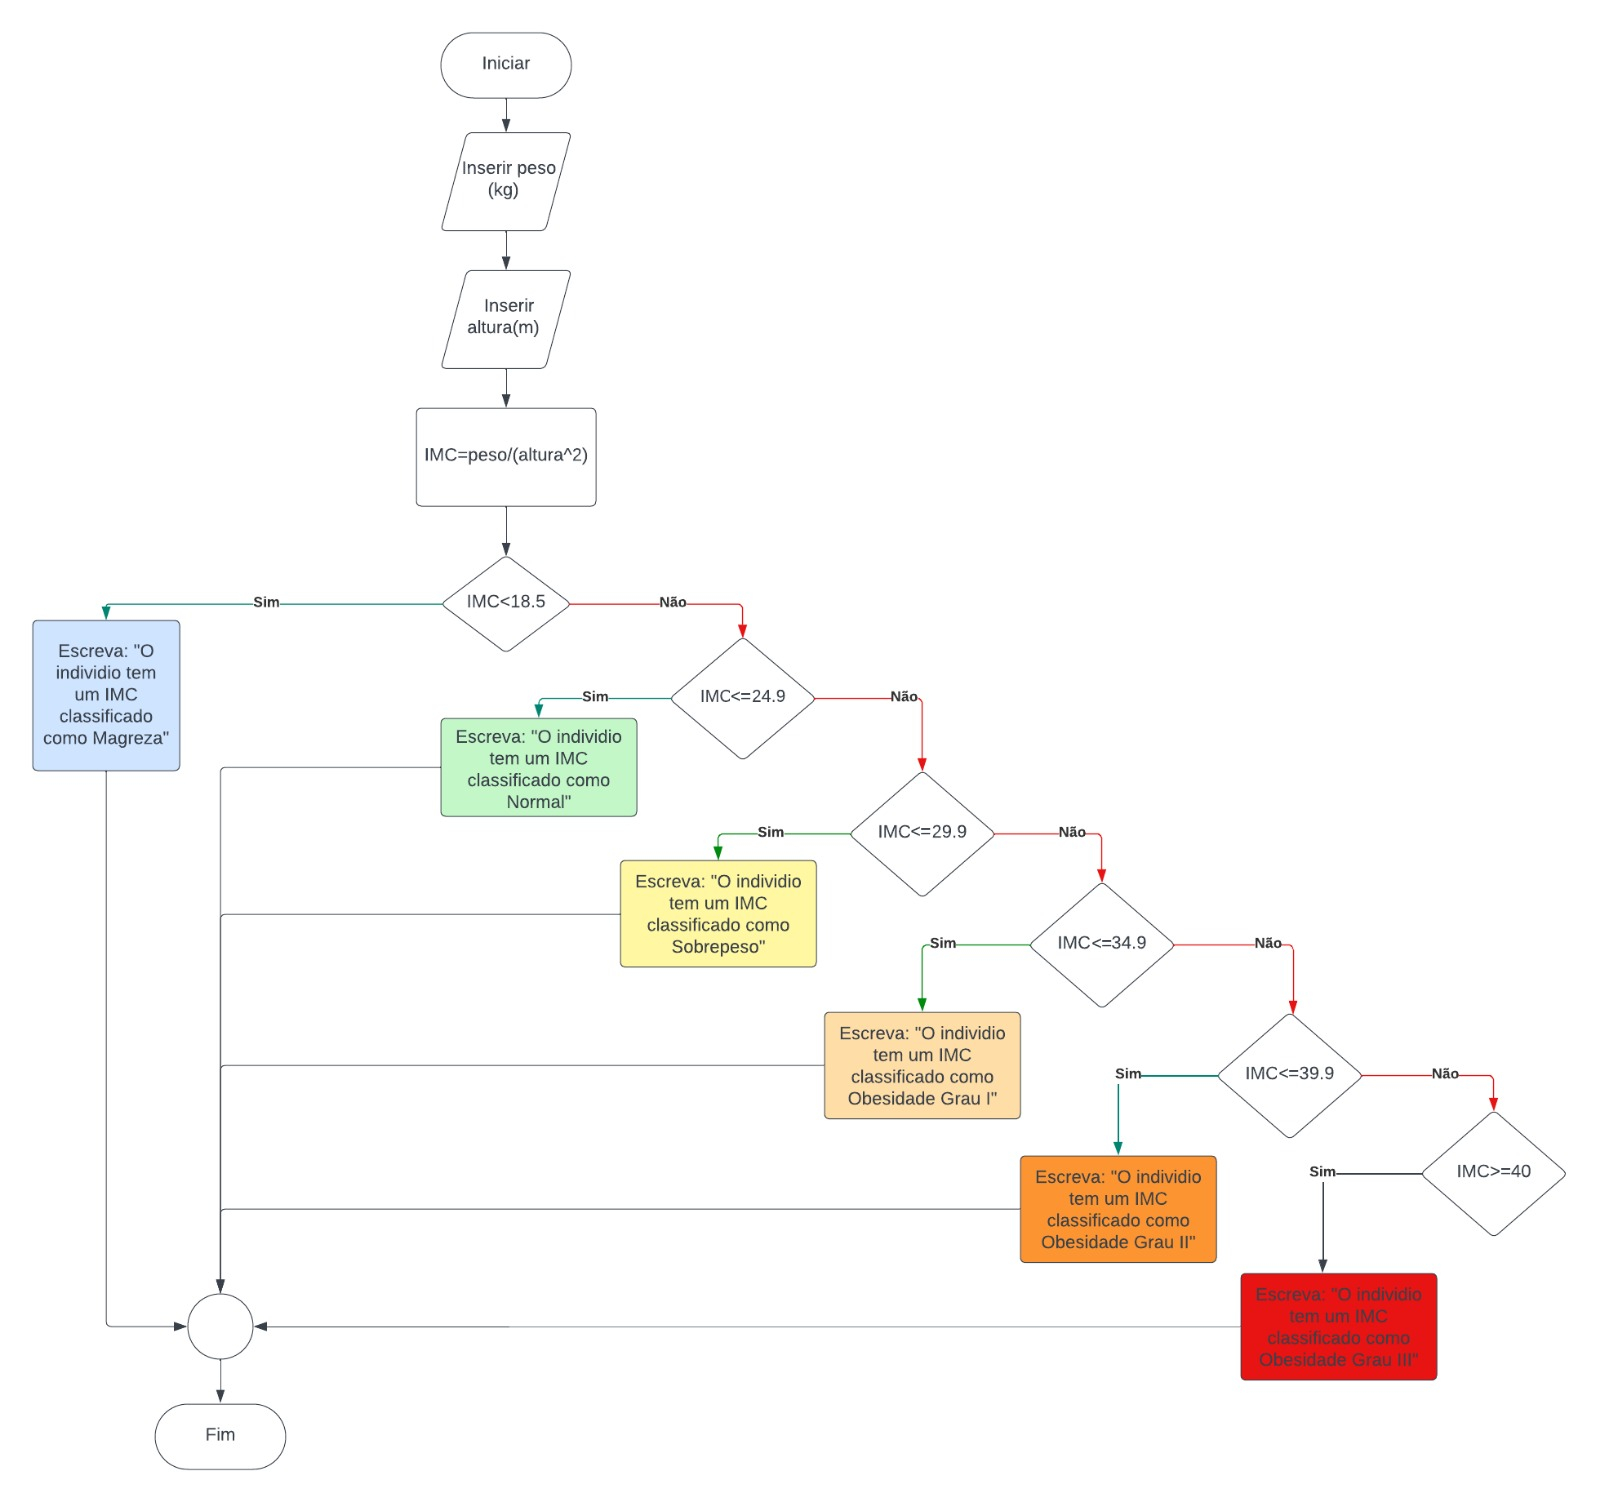 Iniciar
Inserir peso
(kg)
Inserir
altura(m)
IMC=peso/(altura^2)
IMC<18.5
Sim
Não
Escreva: "O
individio tem
um IMC
classificado
como Magreza"
IMC<=24.9
Sim
Não
Escreva: "O individio
tem um IMC
classificado como
Normal"
IMC<=29.9
Sim
Não
Escreva: "O individio
tem um IMC
classificado como
Sobrepeso"
IMC<=34.9
Sim
Não
Escreva: "O individio
tem um IMC
classificado como
Obesidade Grau I"
IMC<=39.9
Sim
Não
Escreva: "O individio
tem um IMC
classificado como
Obesidade Grau II"
IMC>=40
Sim
Escreva: "O individio
tem um IMC
classificado como
Obesidade Grau III"
Fim